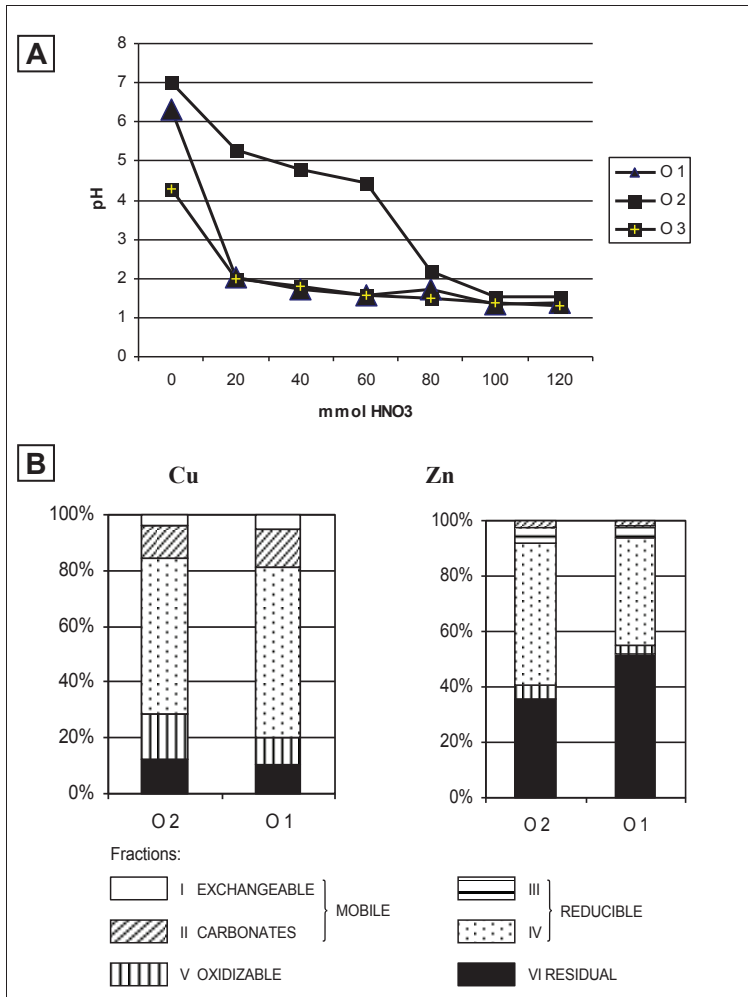 A
8
7
6
5
4
3
2
1
0
pH
0 20 40 60 80 100 120
mmol HNO3
O 1
O 2
O 3
B
Cu Zn
100%
80%
60%
40%
20%
0%
O 2 O 1
100%
80%
60%
40%
20%
0%
O 2 O 1
Fractions:
I EXCHANGEABLE
II CARBONATES
MOBILE
V OXIDIZABLE
III
IV
REDUCIBLE
VI RESIDUAL